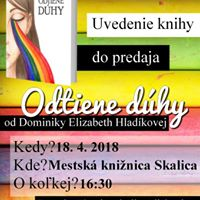 ODTIENE
DÚHY
Uvedenie knihy
do predaja
Odtiene dúhy
od Dominiky Elizabeth Hladíkovej
Kedy?18. 4. 2018
Kde?Mestská knižnica Skalica
O koľkej?16:30